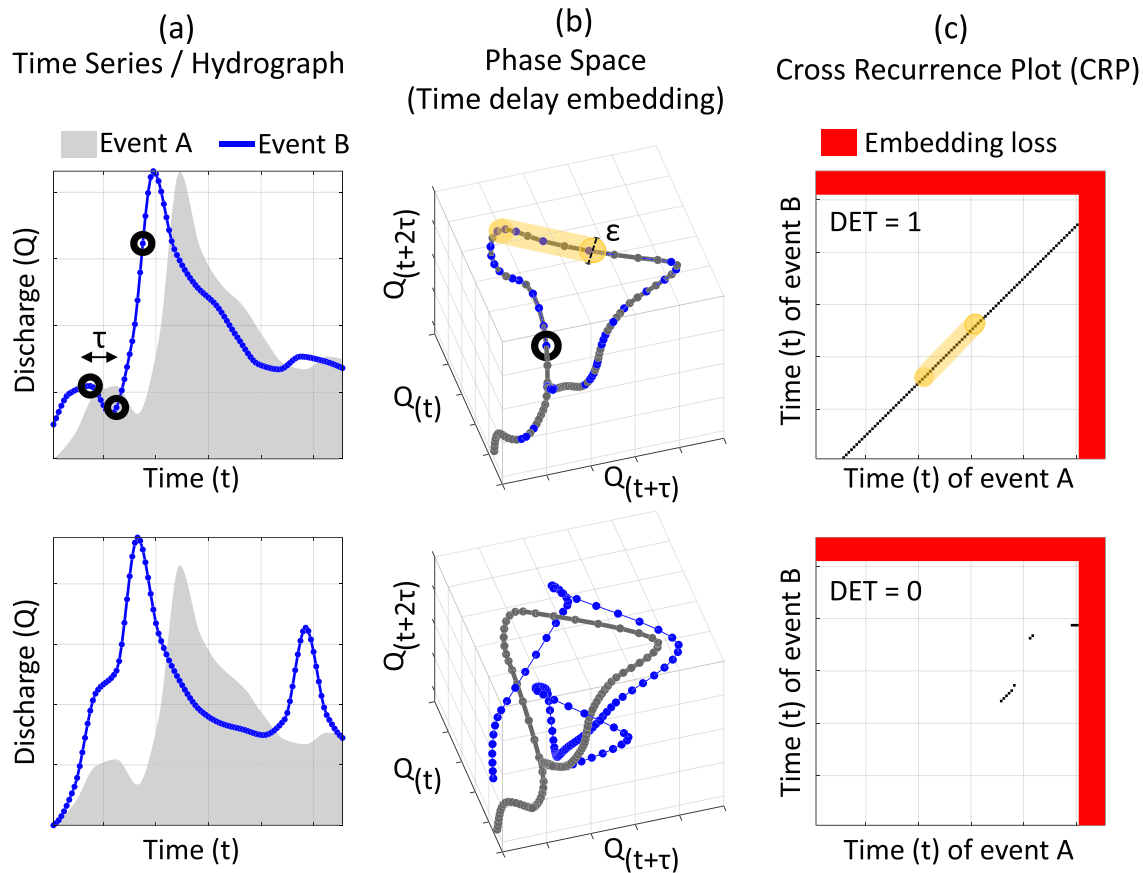 (a)
Time Series / Hydrograph
(b)
Phase Space
(Time delay embedding)
(c)
Cross Recurrence Plot (CRP)
Event A
Event B
Embedding loss
Discharge (Q)
τ
Time (t)
Q(t+2τ)
ε
Q(t)
Q(t+τ)
Time (t) of event B
DET = 1
Time (t) of event A
Discharge (Q)
Time (t)
Q(t+2τ)
Q(t)
Q(t+τ)
Time (t) of event B
DET = 0
Time (t) of event A